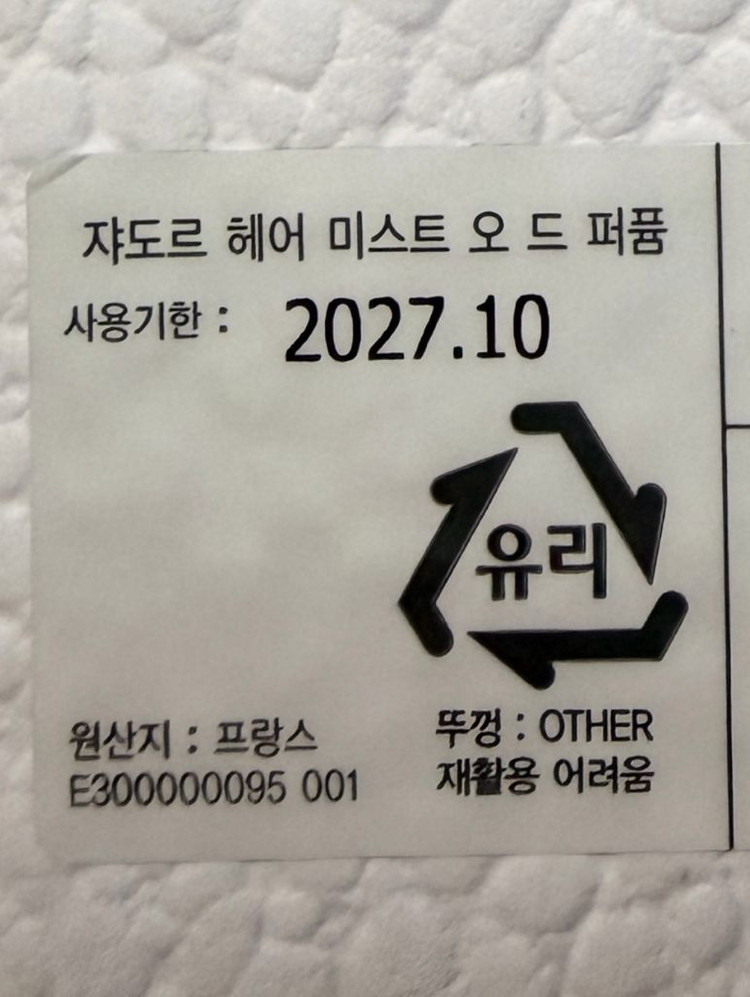 쟈도르 헤어 미스트 오 드 퍼퓸
사용기한 : 2027.10
유리
원산지 : 프랑스
E300000095 001
뚜껑 : OTHER
재활용 어려움